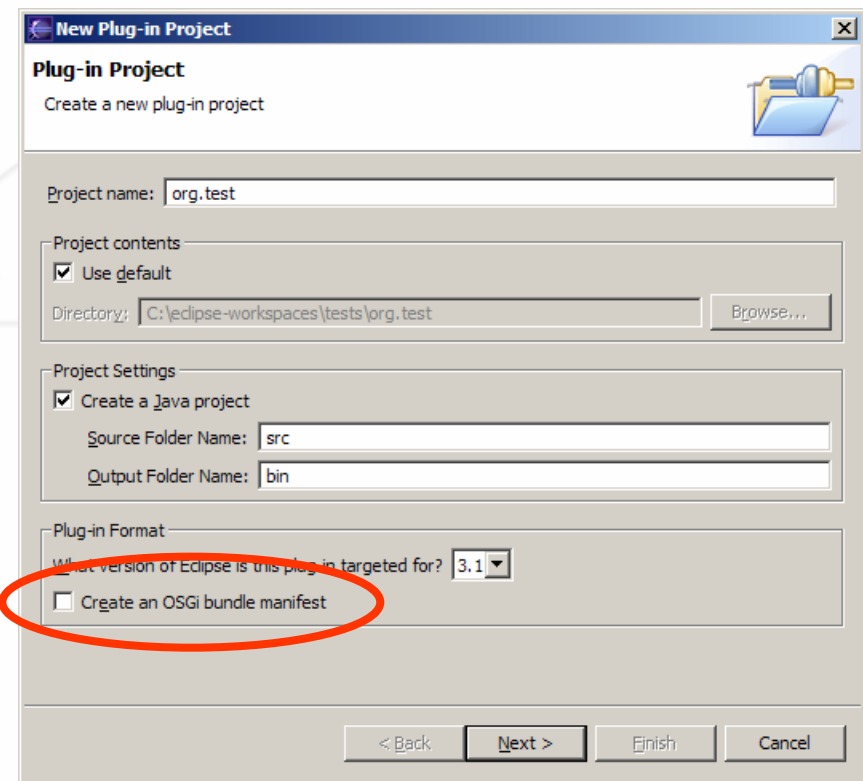 New Plug-in Project
Plug-in Project
Create a new plug-in project
Project name: org.test
Project contents
Use default
Directory: C:\eclipse-workspaces\tests\org.test Browse...
Project Settings
Create a Java project
Source Folder Name: src
Output Folder Name: bin
Plug-in Format
What version of Eclipse is this plug-in targeted for? 3.1
Create an OSGi bundle manifest
< Back Next > Finish Cancel